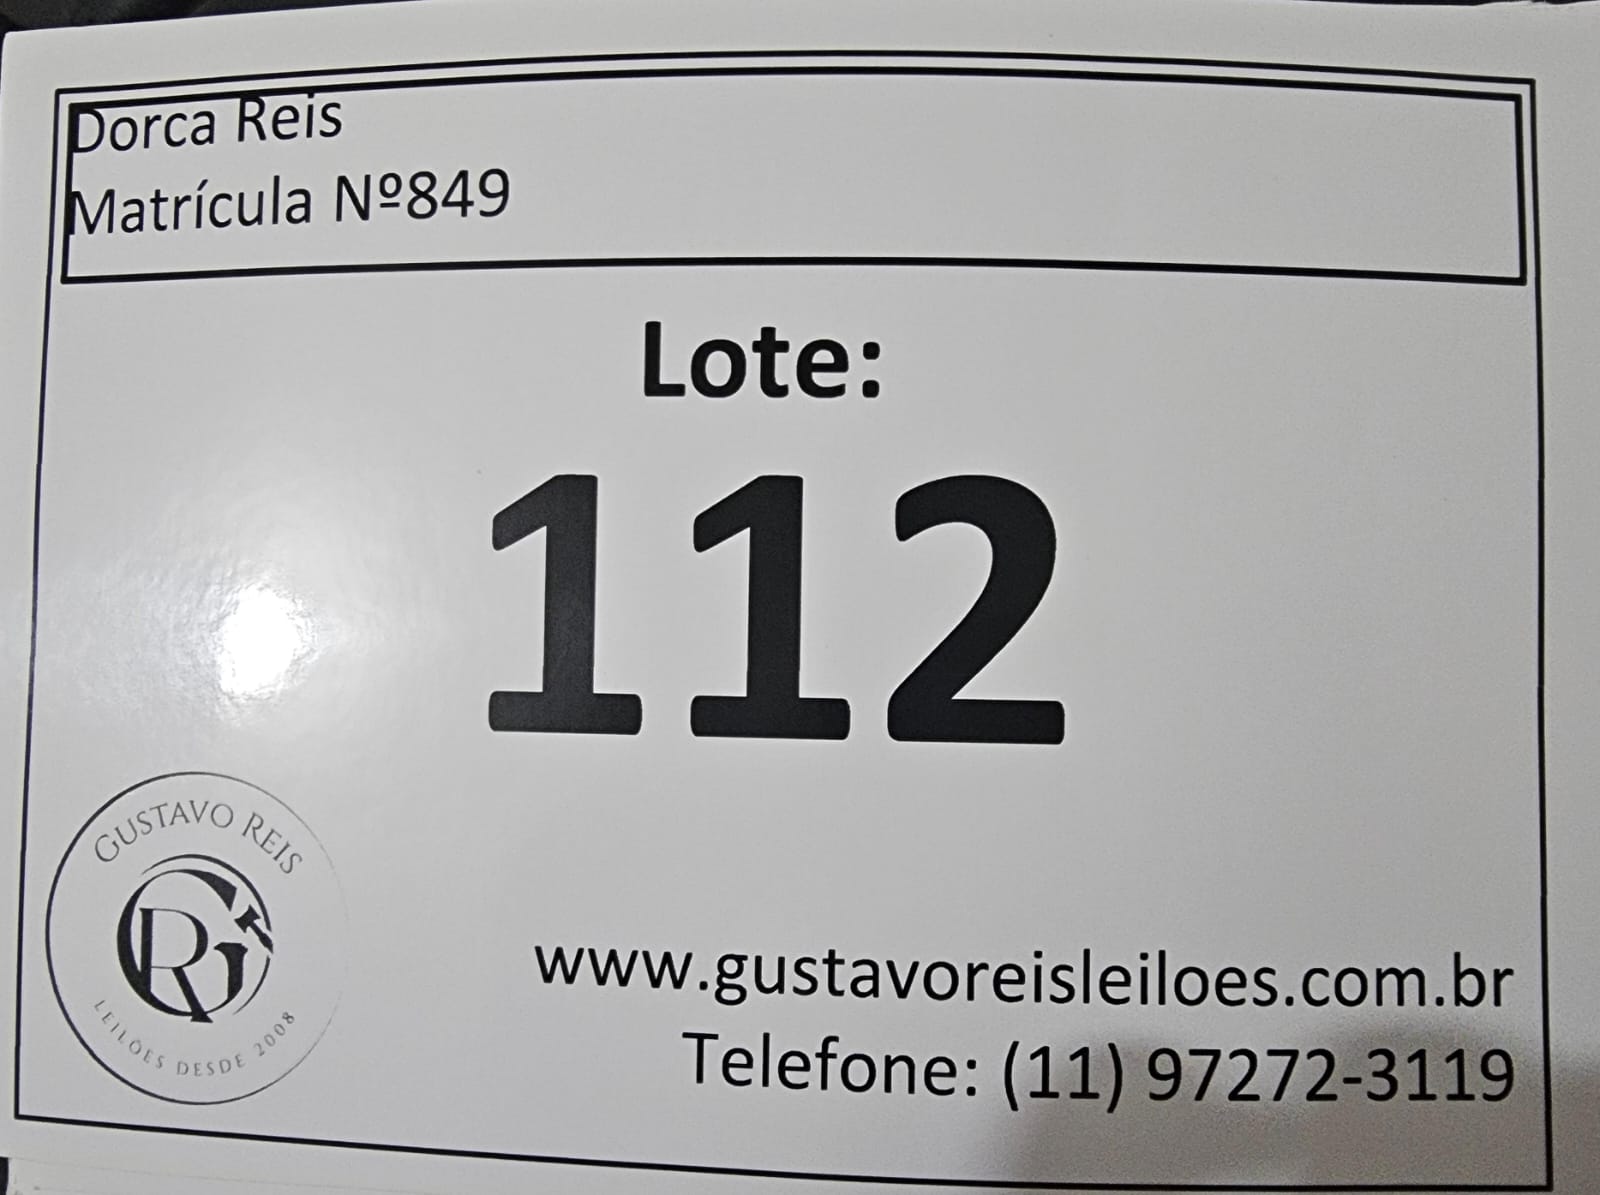 Dorca Reis
Matrícula Nº849
Lote:
112
GUSTAVO REIS
GR
LEILÕES DESDE 2008
www.gustavoreisleiloes.com.br
Telefone: (11) 97272-3119